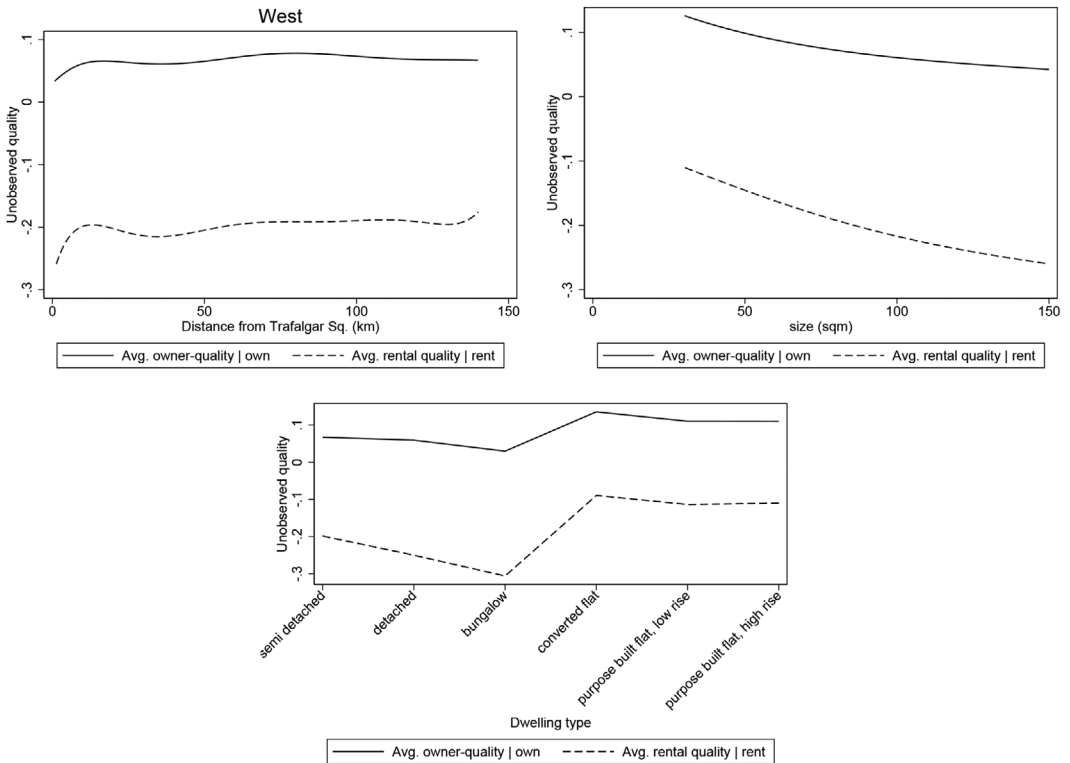 West
Unobserved quality
.1
0
-.1
-.2
-.3
0
50
100
150
Distance from Trafalgar Sq. (km)
Avg. owner-quality | own
Avg. rental quality | rent
Unobserved quality
.1
0
-.1
-.2
-.3
0
50
100
150
size (sqm)
Avg. owner-quality | own
Avg. rental quality | rent
Unobserved quality
.1
0
-.1
-.2
-.3
semi detached
detached
bungalow
converted flat
purpose built flat, low rise
purpose built flat, high rise
Dwelling type
Avg. owner-quality | own
Avg. rental quality | rent